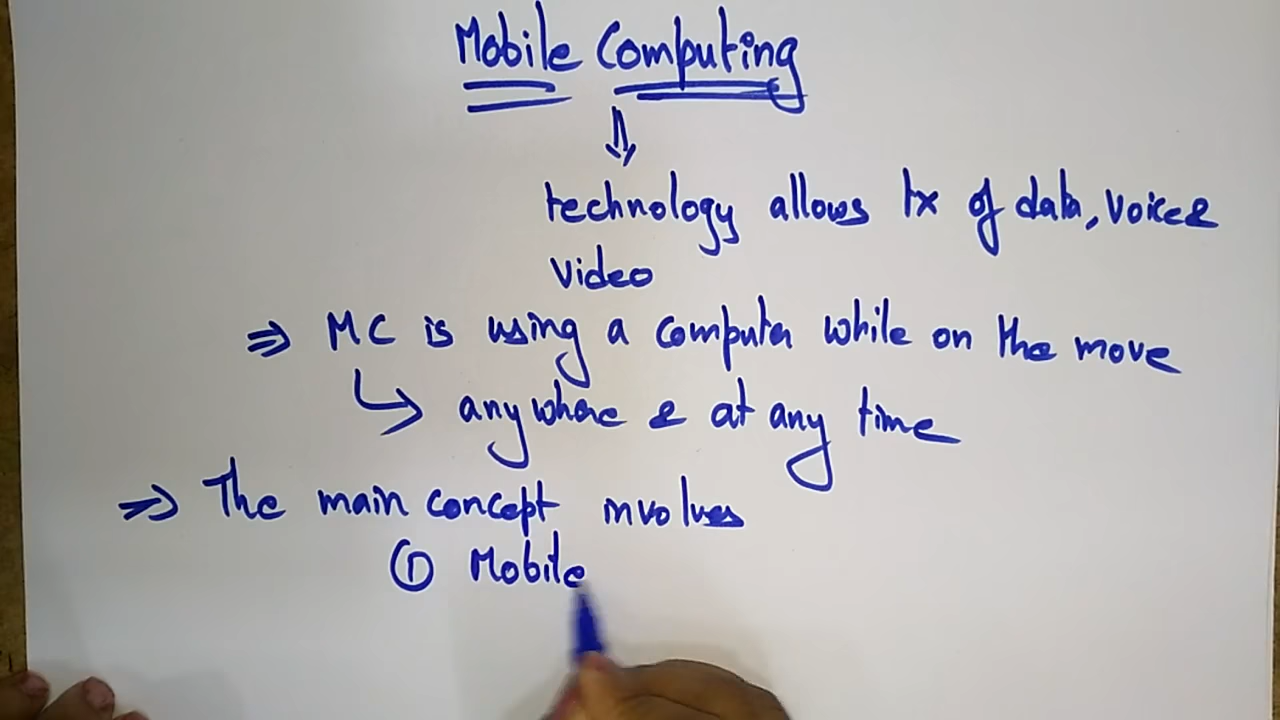 Mobile Computing
⇓
technology allows tx of data, voice &
video
⇒ MC is using a computer while on the move
↳ anywhere & at any time
⇒ The main concept involves
① Mobile